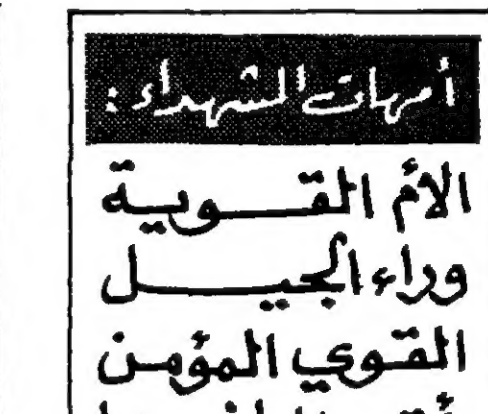 أمهات الشهداء:
الأم القوية
وراء الجيل
القوي المؤمن